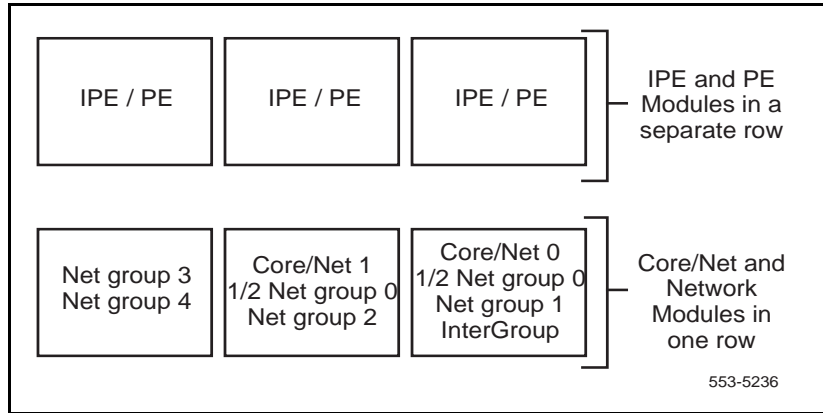 IPE / PE
IPE / PE
IPE / PE
IPE and PE
Modules in a
separate row
Net group 3
Net group 4
Core/Net 1
1/2 Net group 0
Net group 2
Core/Net 0
1/2 Net group 0
Net group 1
InterGroup
Core/Net and
Network
Modules in
one row
553-5236